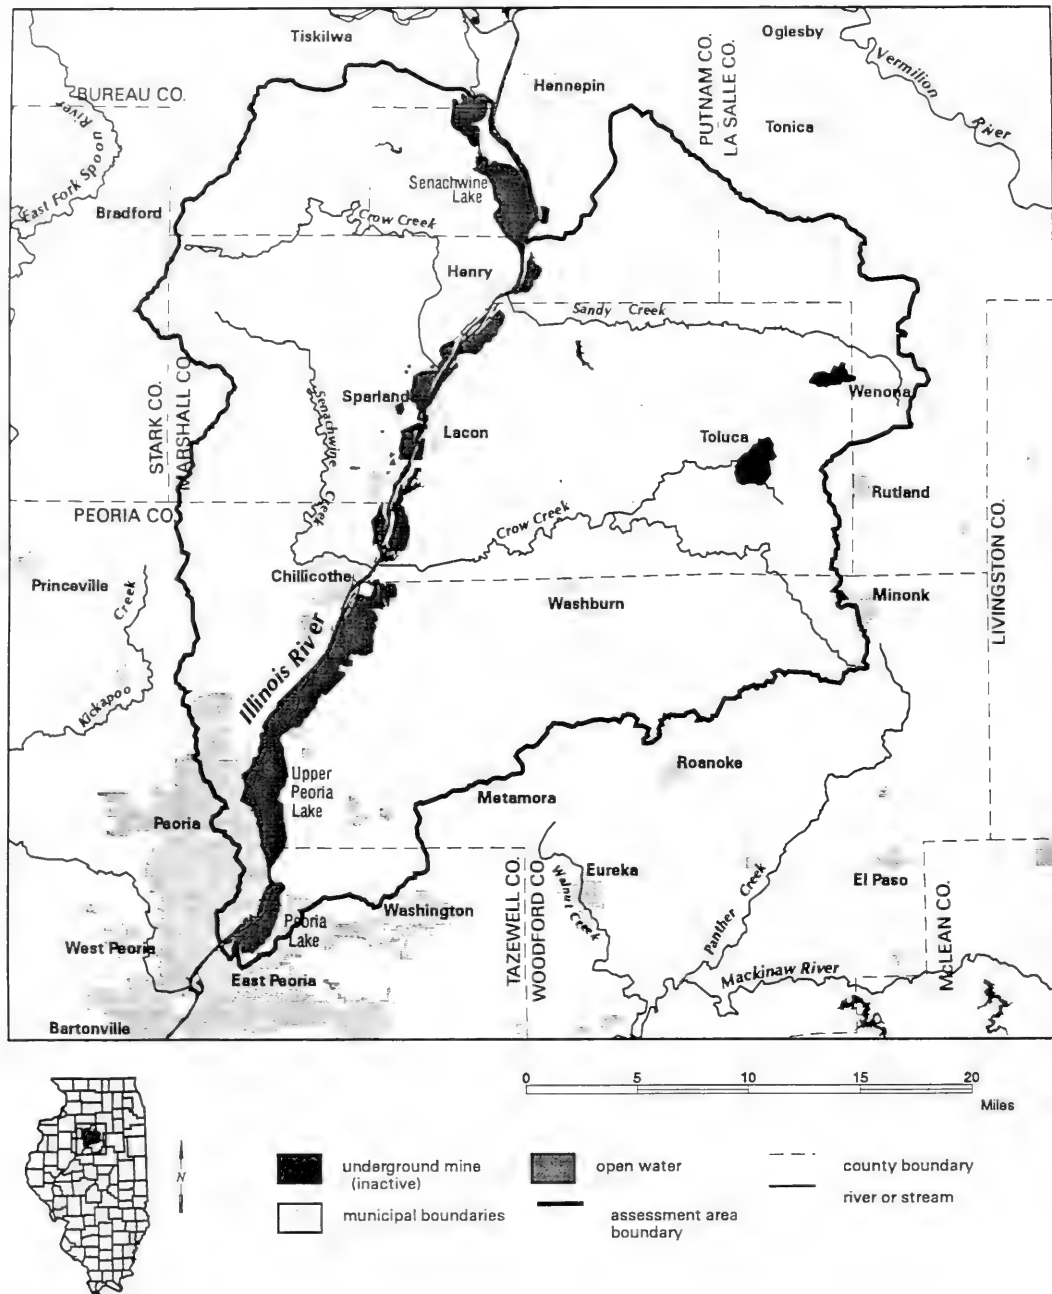 Tiskilwa
Oglesby
Vermilion
River
PUTNAM CO.
LA SALLE CO.
Hennepin
BUREAU CO.
Tonica
East Fork Spoon
River
Senachwine
Lake
Bradford
Crow Creek
Henry
Sandy Creek
STARK CO.
MARSHALL CO.
Sparland
Senachwine
Creek
Wenona
Lacon
Toluca
Rutland
PEORIA CO.
Crow Creek
LIVINGSTON CO.
Princeville
Creek
Kickapoo
Chillicothe
Washburn
Minonk
Illinois River
Roanoke
Upper
Peoria
Lake
Metamora
Peoria
Eureka
El Paso
Walnut Creek
Panther Creek
McLEAN CO.
TAZEWELL CO.
WOODFORD CO.
Washington
Peoria
Lake
West Peoria
East Peoria
Mackinaw River
Bartonville
0 5 10 15 20
Miles
N
underground mine
(inactive)
open water
county boundary
municipal boundaries
assessment area
boundary
river or stream